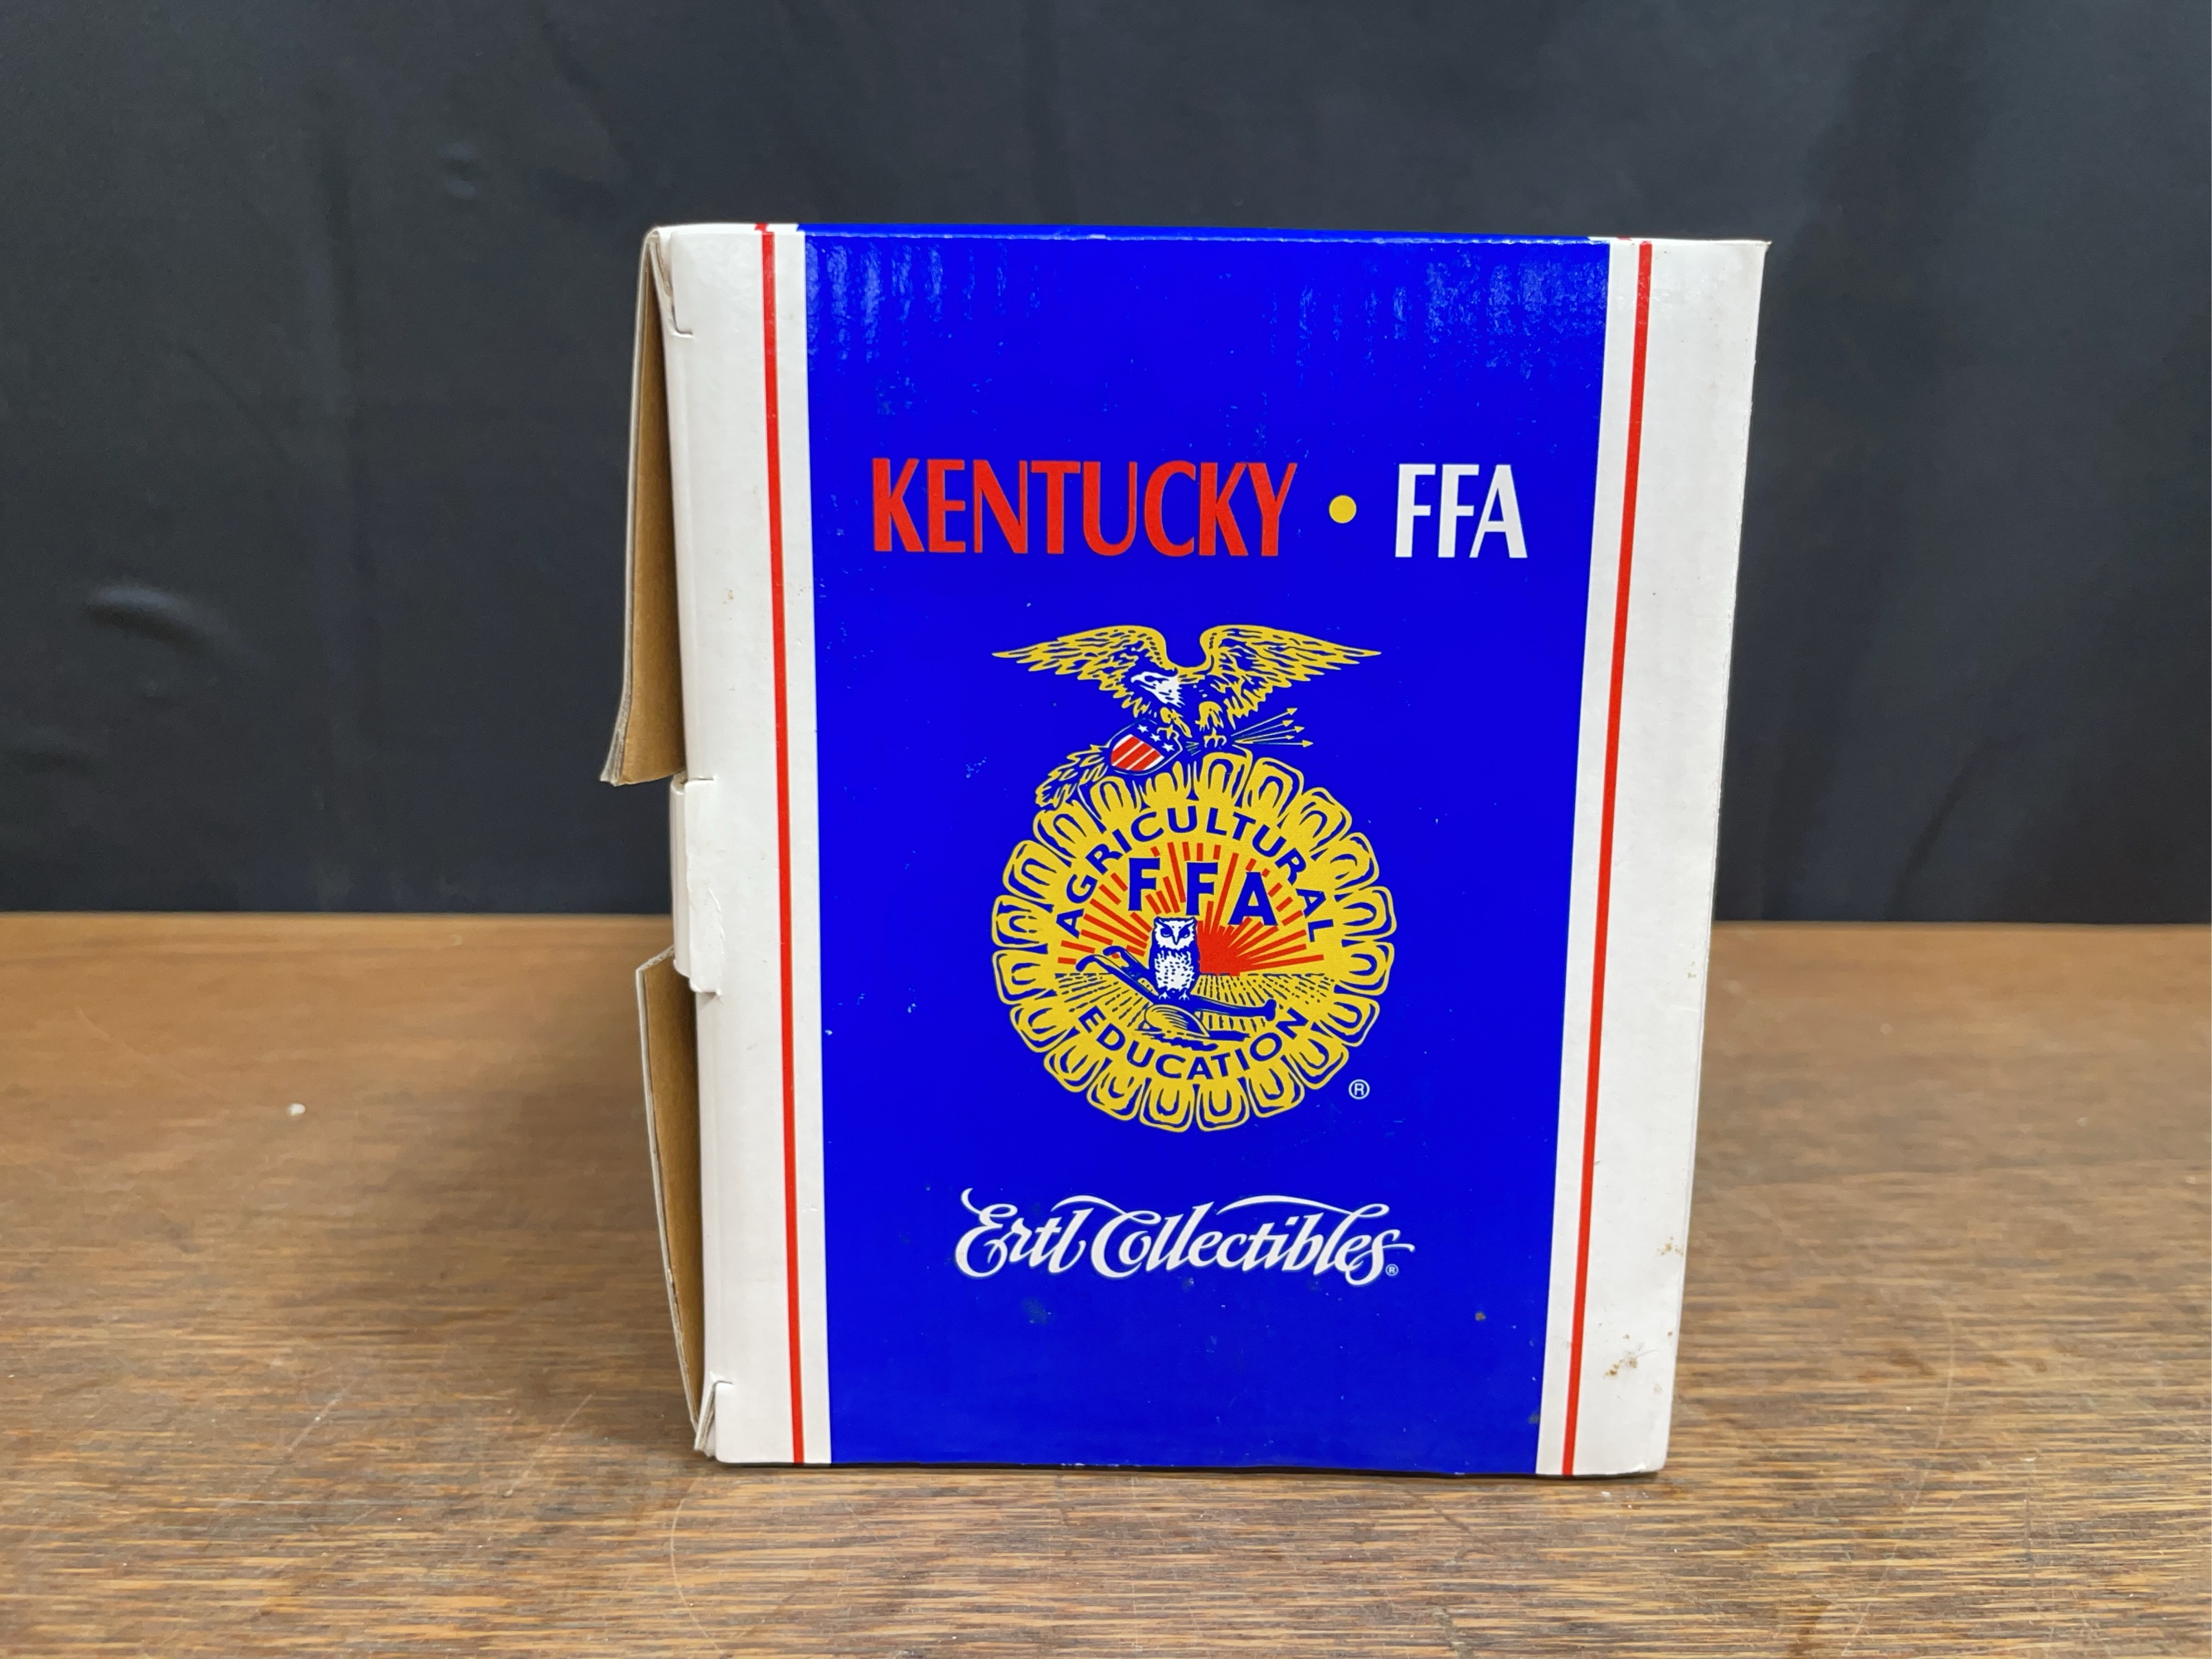 KENTUCKY • FFA
AGRICULTURAL
FFA
EDUCATION
®
Ertl Collectibles®